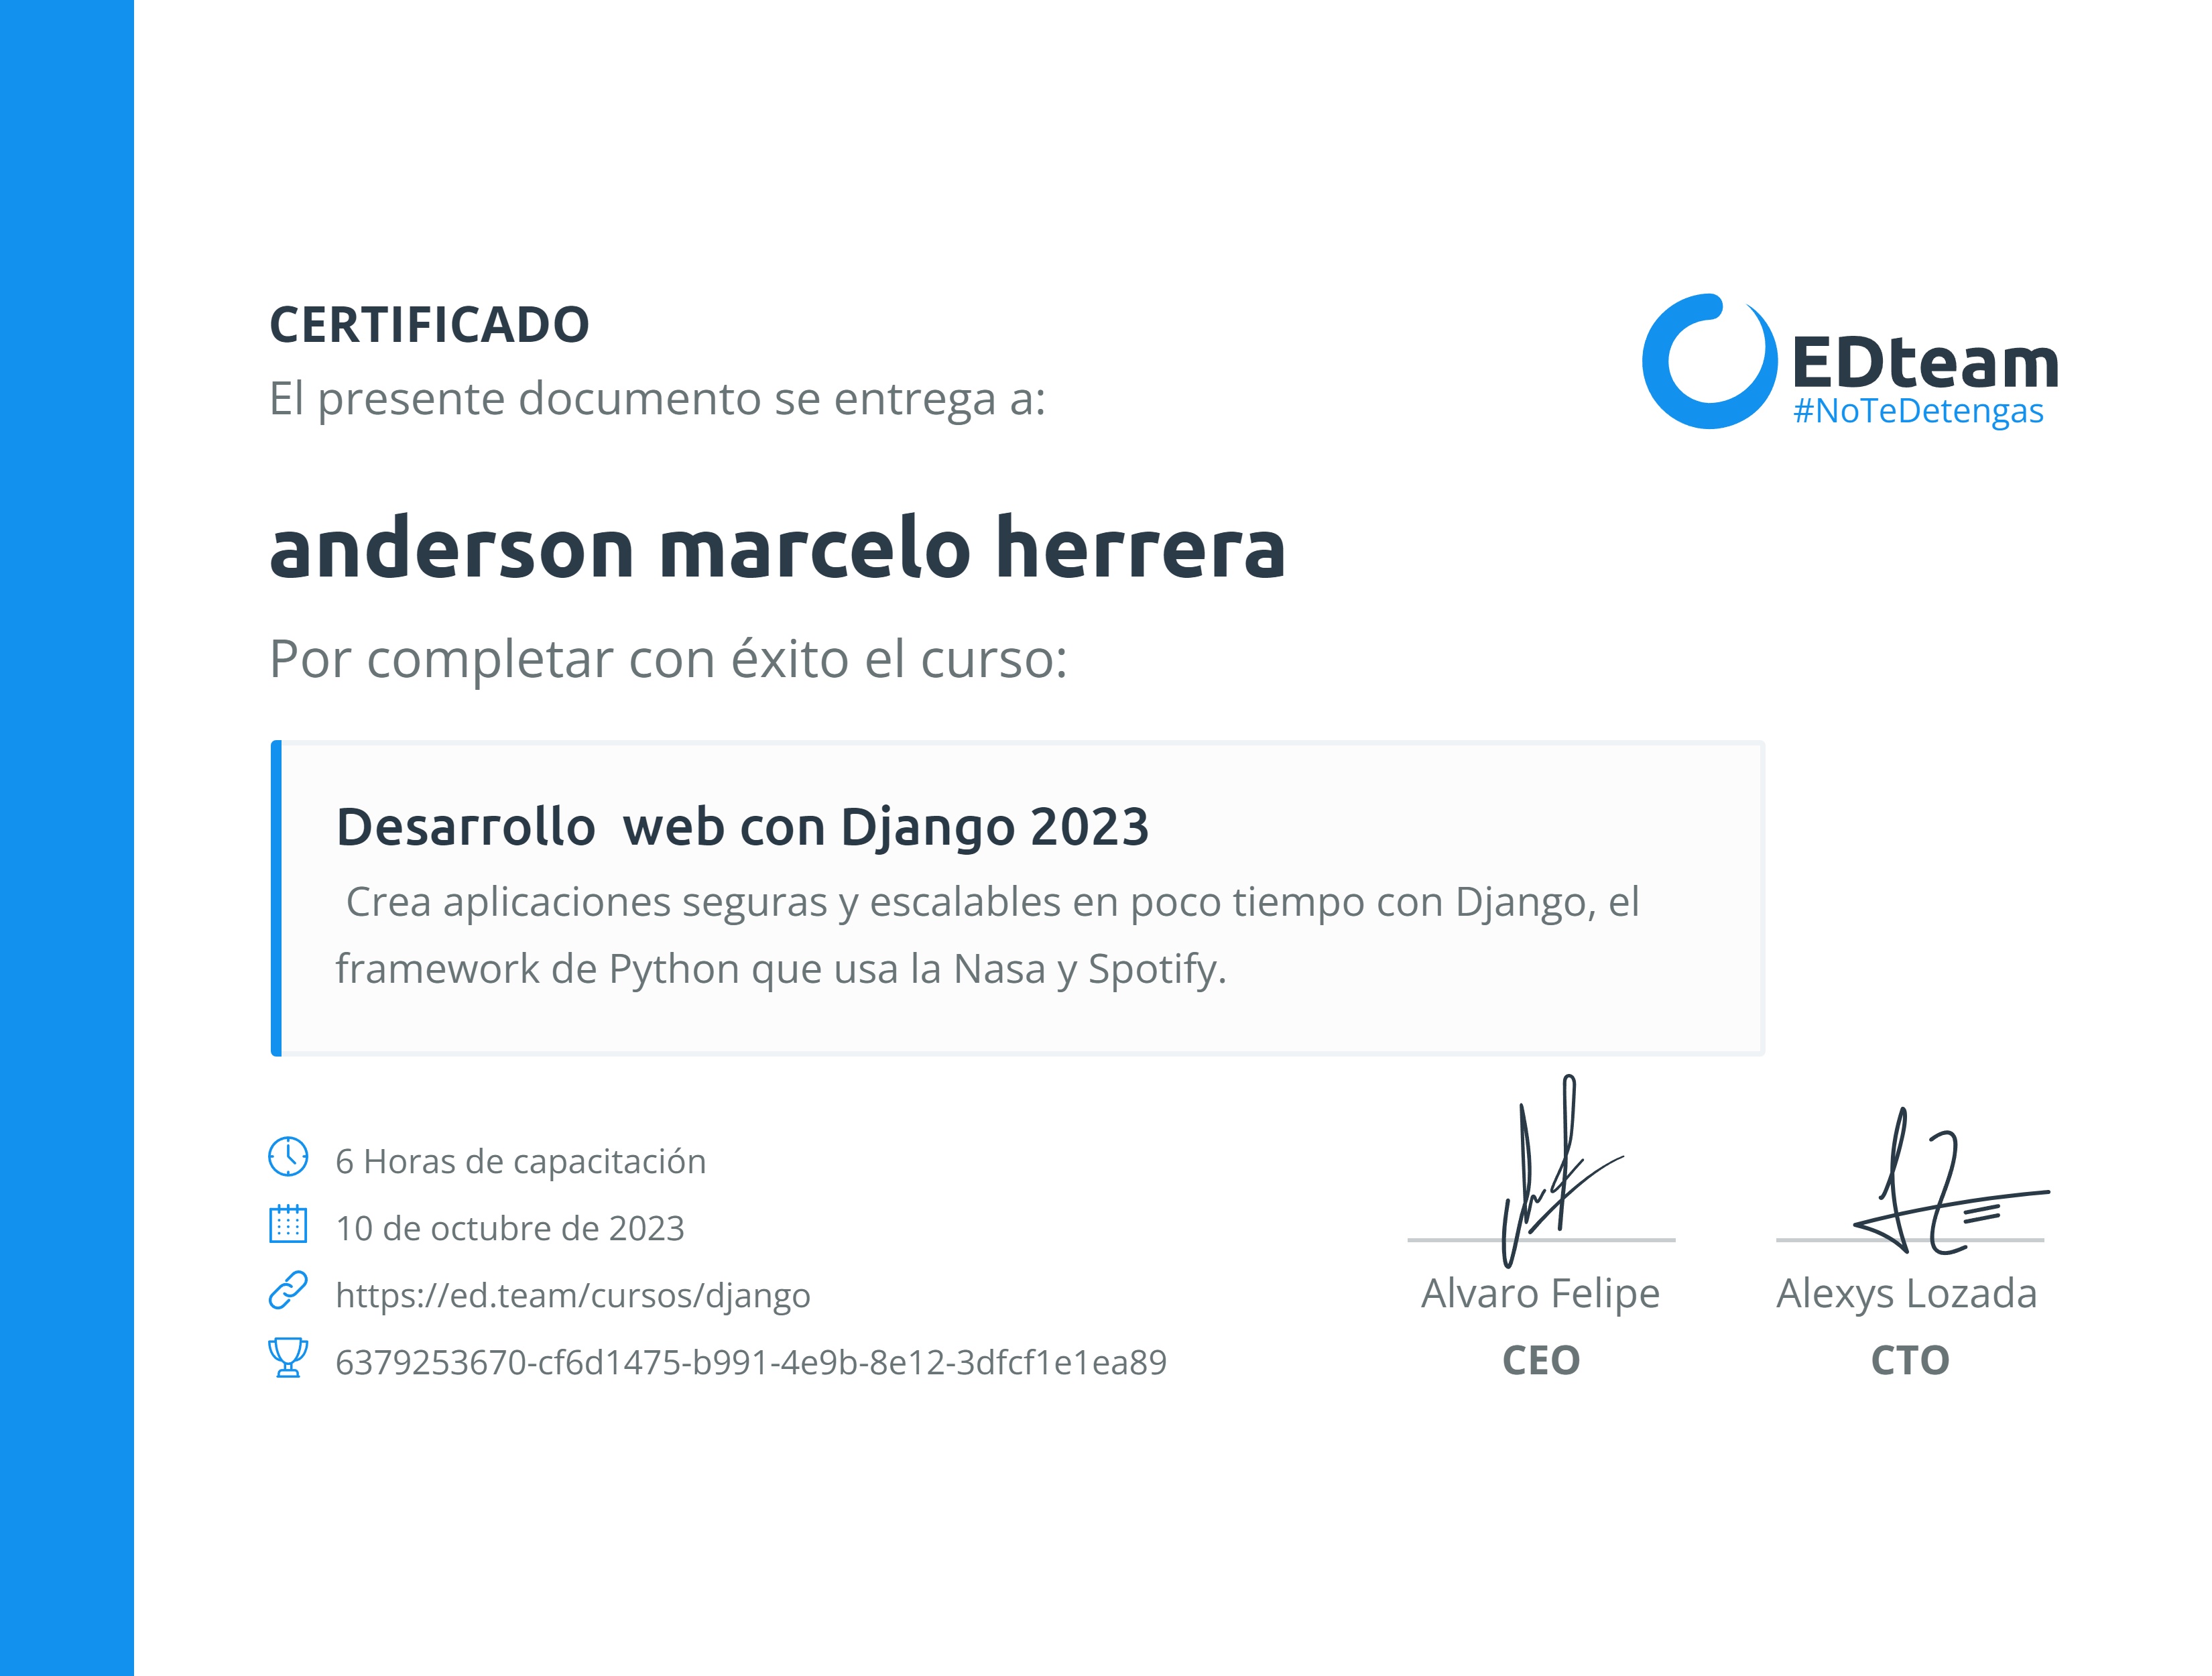 CERTIFICADO
El presente documento se entrega a:
EDteam
#NoTeDetengas
anderson marcelo herrera
Por completar con éxito el curso:
Desarrollo  web con Django 2023
Crea aplicaciones seguras y escalables en poco tiempo con Django, el
framework de Python que usa la Nasa y Spotify.
6 Horas de capacitación
10 de octubre de 2023
https://ed.team/cursos/django
6379253670-cf6d1475-b991-4e9b-8e12-3dfcf1e1ea89
Alvaro Felipe
CEO
Alexys Lozada
CTO